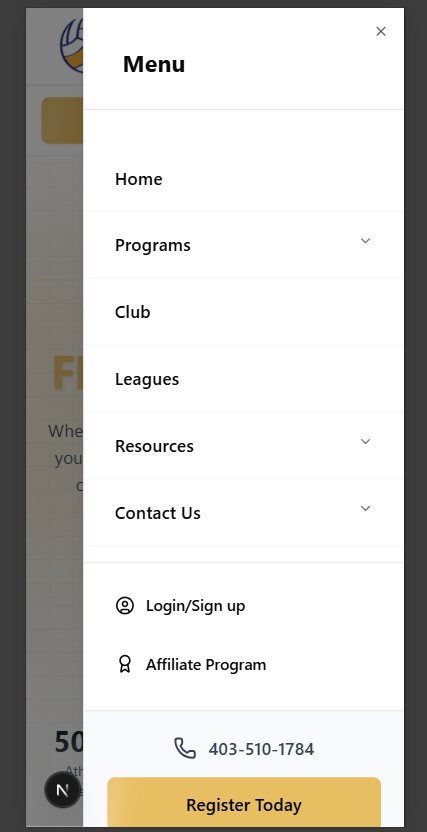 Menu
Home
Programs
Club
Leagues
Resources
Contact Us
Login/Sign up
Affiliate Program
403-510-1784
Register Today
Whe
you
c
50
Ath
N